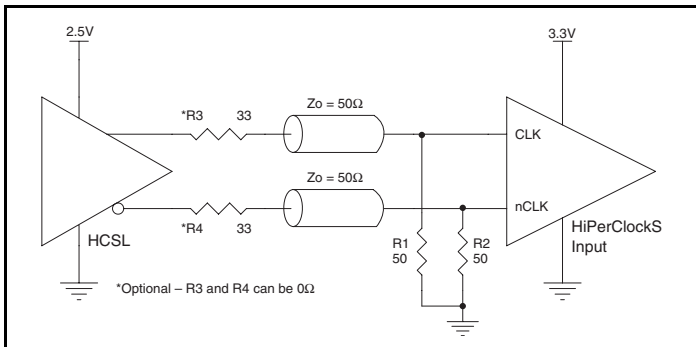 2.5V
3.3V
*R3 33
Zo = 50Ω
CLK
Zo = 50Ω
nCLK
*R4 33
HCSL
R1
50
R2
50
HiPerClockS
Input
*Optional – R3 and R4 can be 0Ω